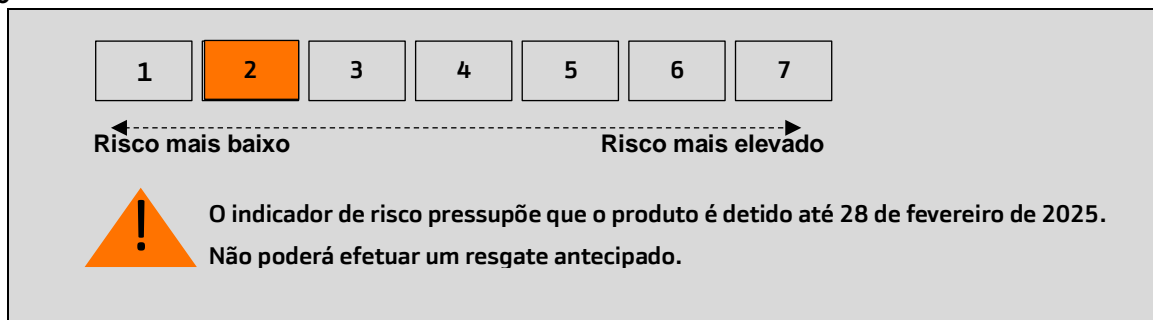 1 2 3 4 5 6 7
Risco mais baixo Risco mais elevado
! O indicador de risco pressupõe que o produto é detido até 28 de fevereiro de 2025.
Não poderá efetuar um resgate antecipado.